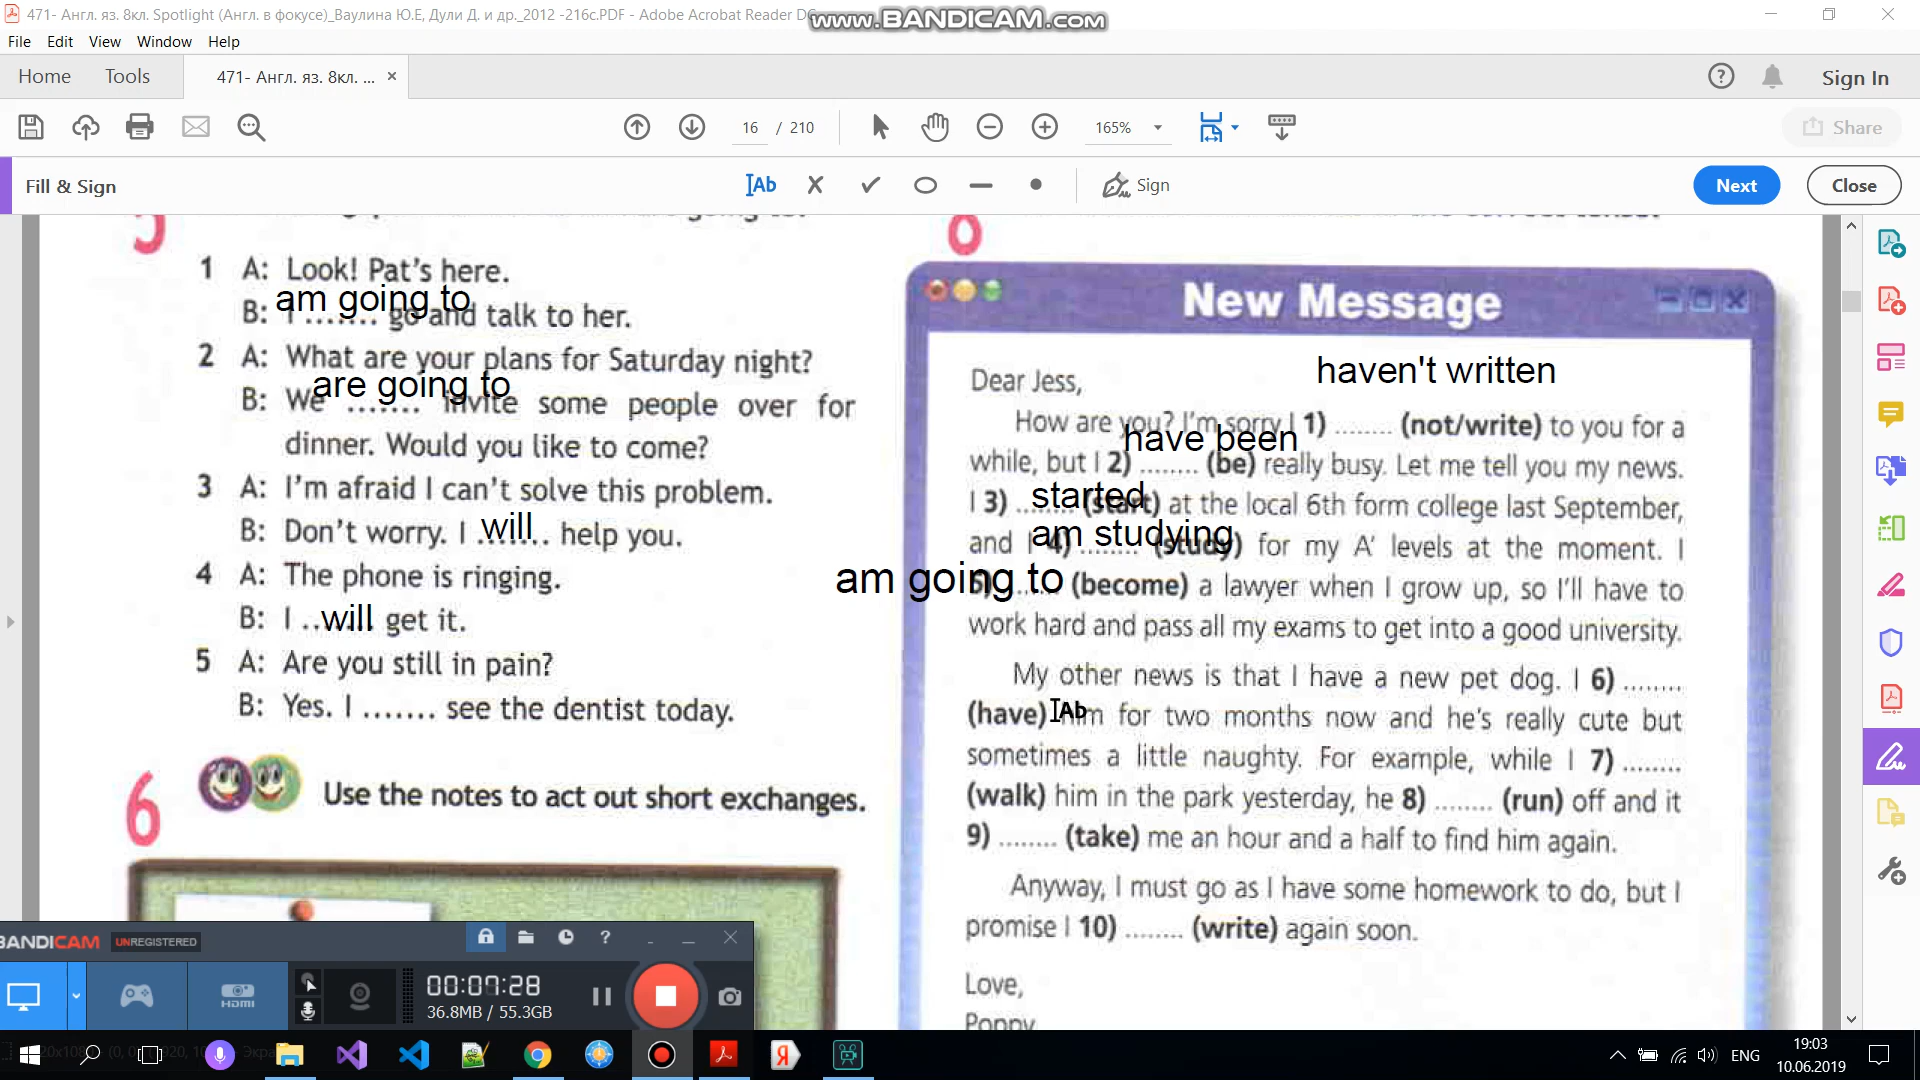 471- Англ. яз. 8кл. Spotlight (Англ. в фокусе)_Ваулина Ю.Е, Дули Д. и др._2012 -216с.PDF - Adobe Acrobat Reader DC
www.BANDICAM.com
File Edit View Window Help
Home Tools 471- Англ. яз. 8кл. ... × Sign In
16 / 210 165% Share
Fill & Sign Ab Sign Next Close
5
1 A: Look! Pat's here.
am going to
B: I ....... go and talk to her.
2 A: What are your plans for Saturday night?
are going to
B: We ....... invite some people over for
dinner. Would you like to come?
3 A: I'm afraid I can't solve this problem.
B: Don't worry. I will help you.
4 A: The phone is ringing.
B: I will get it.
5 A: Are you still in pain?
B: Yes. I ....... see the dentist today.
6 Use the notes to act out short exchanges.
8
New Message
haven't written
Dear Jess,
How are you? I'm sorry I 1) ........ (not/write) to you for a
have been
while, but I 2) ........ (be) really busy. Let me tell you my news.
started
I 3) ........ (start) at the local 6th form college last September,
am studying
and I 4) ........ (study) for my A' levels at the moment. I
am going to
5) ........ (become) a lawyer when I grow up, so I'll have to
work hard and pass all my exams to get into a good university.
My other news is that I have a new pet dog. I 6) ........
(have) Ab m for two months now and he's really cute but
sometimes a little naughty. For example, while I 7) ........
(walk) him in the park yesterday, he 8) ........ (run) off and it
9) ........ (take) me an hour and a half to find him again.
Anyway, I must go as I have some homework to do, but I
promise I 10) ........ (write) again soon.
Love,
Poppy
BANDICAM UNREGISTERED
HDMI
00:07:28
36.8MB / 55.3GB
ENG
19:03
10.06.2019